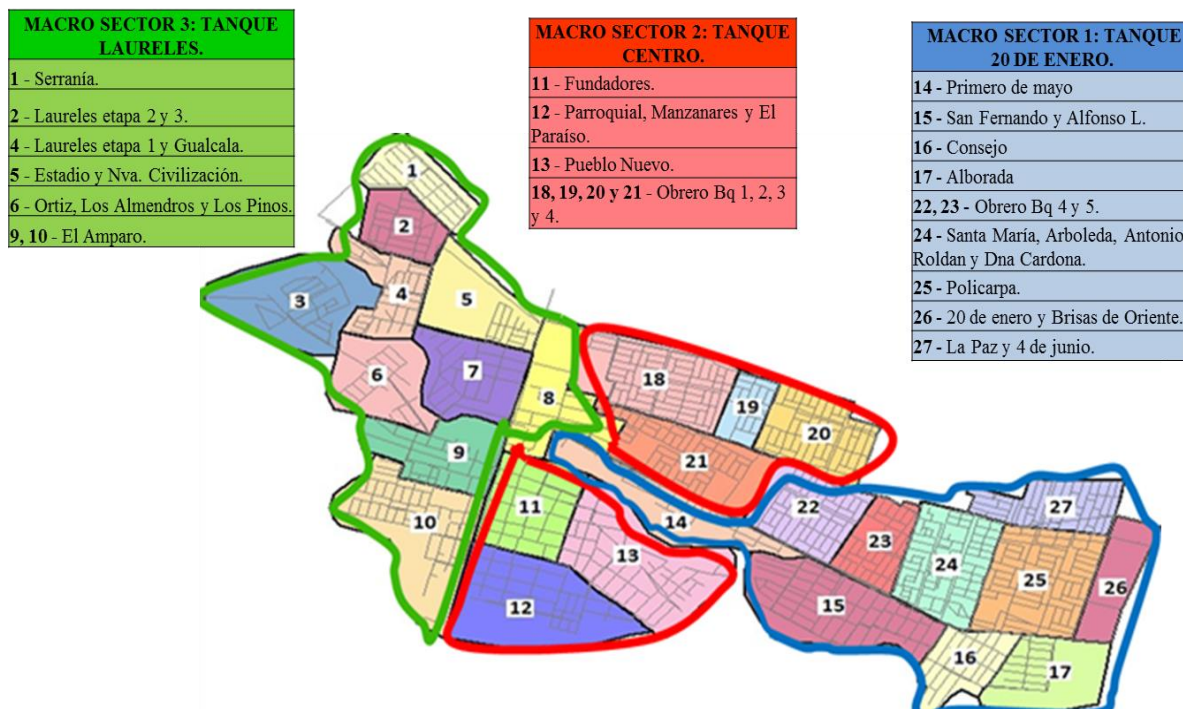 MACRO SECTOR 3: TANQUE
LAURELES.
1 - Serranía.
2 - Laureles etapa 2 y 3.
4 - Laureles etapa 1 y Gualcala.
5 - Estadio y Nva. Civilización.
6 - Ortiz, Los Almendros y Los Pinos.
9, 10 - El Amparo.
MACRO SECTOR 2: TANQUE
CENTRO.
11 - Fundadores.
12 - Parroquial, Manzanares y El
Paraíso.
13 - Pueblo Nuevo.
18, 19, 20 y 21 - Obrero Bq 1, 2, 3
y 4.
MACRO SECTOR 1: TANQUE
20 DE ENERO.
14 - Primero de mayo
15 - San Fernando y Alfonso L.
16 - Consejo
17 - Alborada
22, 23 - Obrero Bq 4 y 5.
24 - Santa María, Arboleda, Antonio
Roldan y Dna Cardona.
25 - Policarpa.
26 - 20 de enero y Brisas de Oriente.
27 - La Paz y 4 de junio.
1
2
3
4
5
6
7
8
9
10
11
12
13
14
15
16
17
18
19
20
21
22
23
24
25
26
27